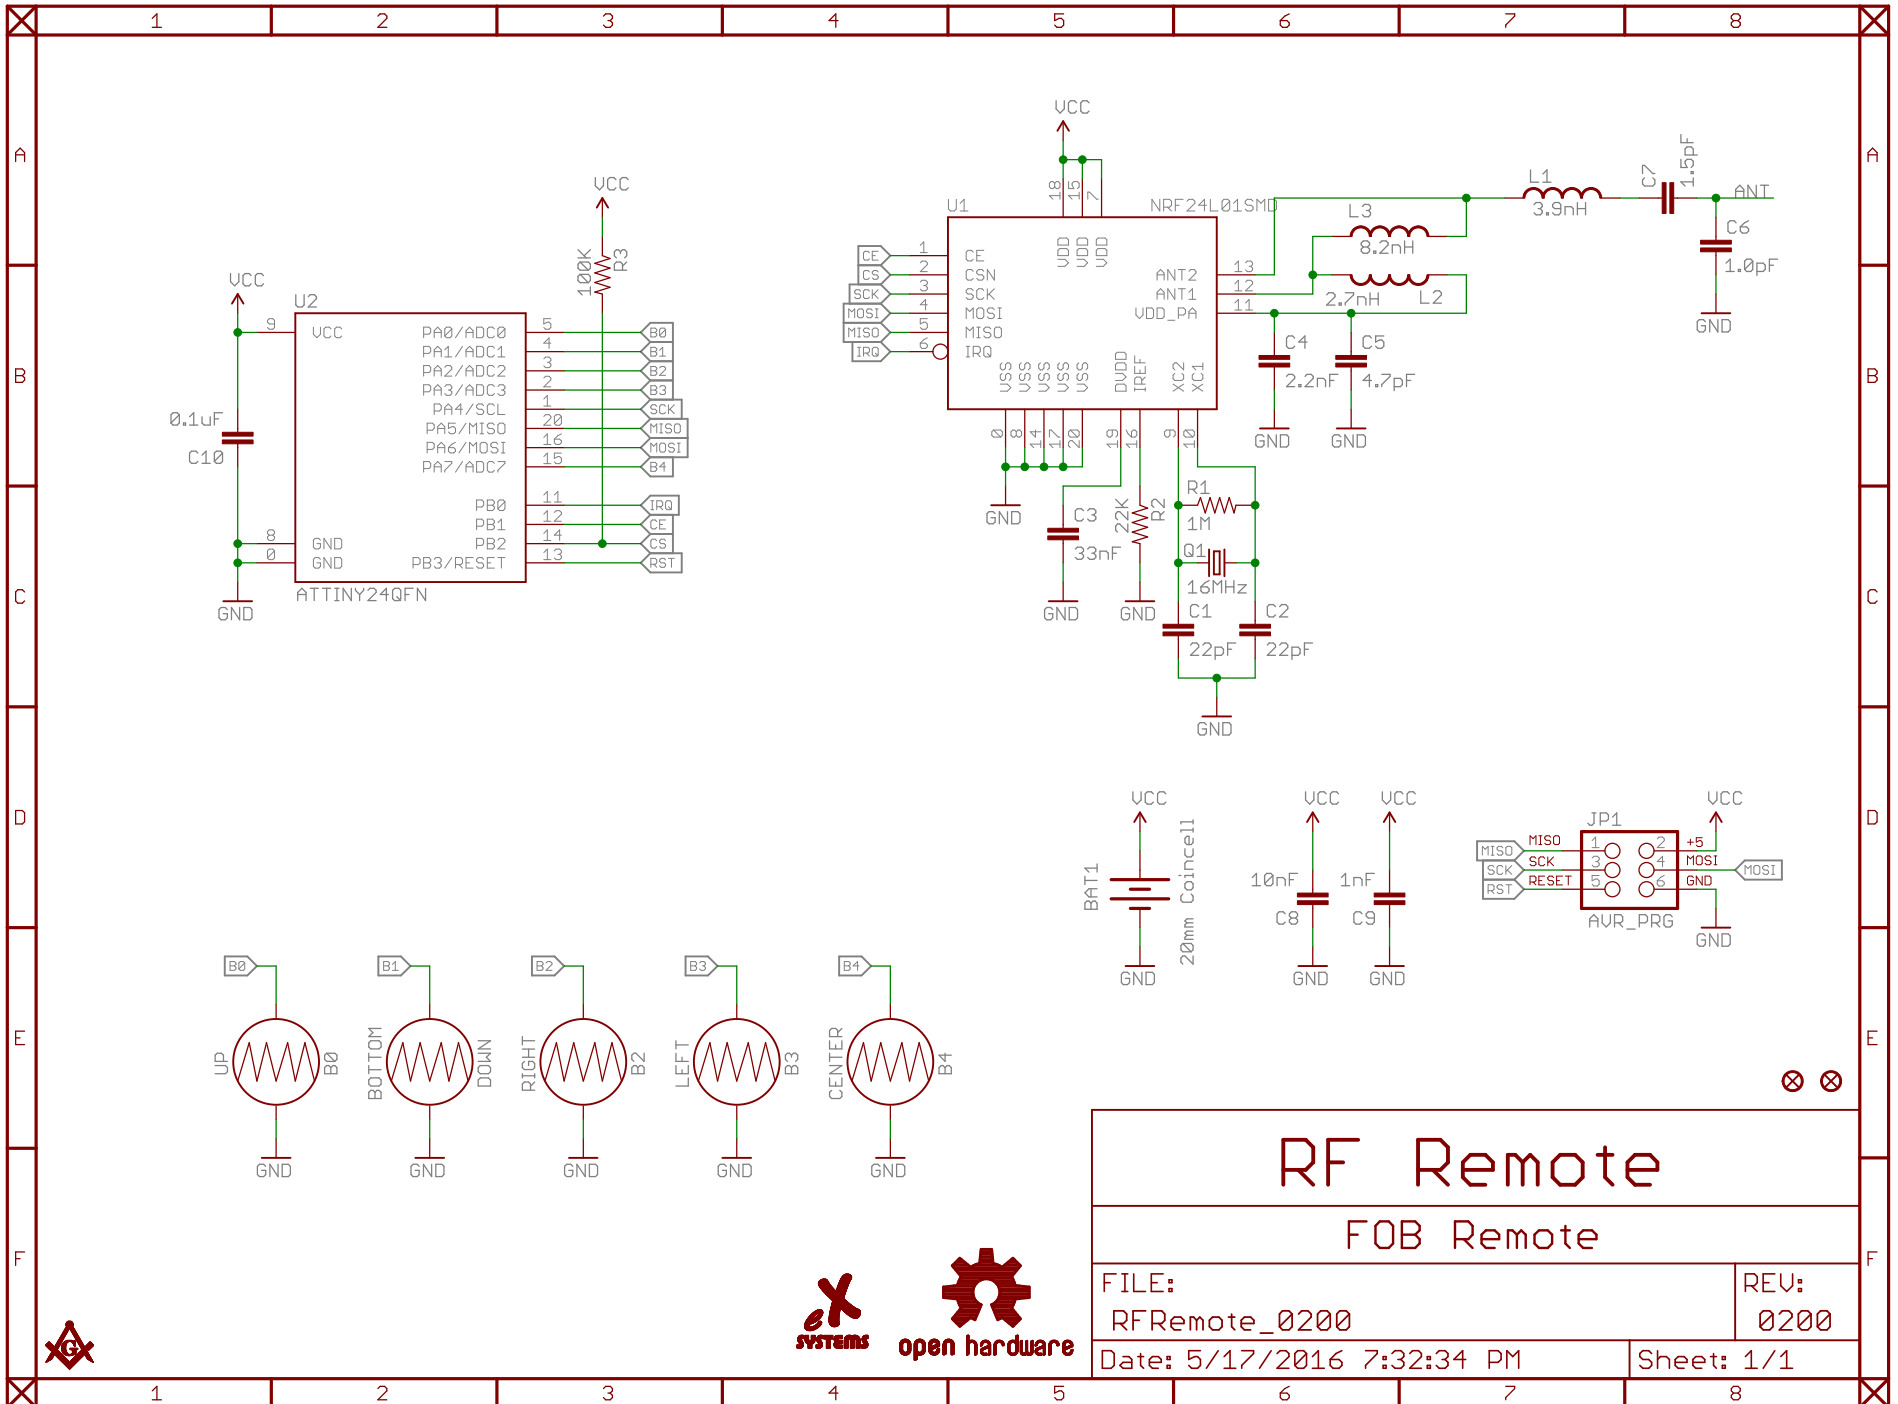 1 2 3 4 5 6 7 8
A A
B B
C C
D D
E E
F F
VCC
U2
9 VCC
0.1uF
C10
8 GND
0 GND
GND
ATTINY24QFN
VCC
100K
R3
PA0/ADC0 5 B0
PA1/ADC1 4 B1
PA2/ADC2 3 B2
PA3/ADC3 2 B3
PA4/SCL 1 SCK
PA5/MISO 20 MISO
PA6/MOSI 16 MOSI
PA7/ADC7 15 B4
PB0 11 IRQ
PB1 12 CE
PB2 14 CS
PB3/RESET 13 RST
VCC
18 15 7
U1
NRF24L01SMD
VDD VDD VDD
CE 1 CE
CS 2 CSN
SCK 3 SCK
MOSI 4 MOSI
MISO 5 MISO
IRQ 6 IRQ
ANT2 13
ANT1 12
VDD_PA 11
VSS VSS VSS VSS VSS DVDD IREF XC2 XC1
0 8 14 17 20 19 16 9 10
GND
C3
33nF
GND
22K
R2
GND
R1
1M
Q1
16MHz
C1
22pF
C2
22pF
GND
L3
8.2nH
2.7nH
L2
C4
2.2nF
GND
C5
4.7pF
GND
L1
3.9nH
C7
1.5pF
ANT
C6
1.0pF
GND
VCC
BAT1
20mm Coincell
GND
VCC
10nF
C8
GND
VCC
1nF
C9
GND
JP1
VCC
MISO MISO 1 2 +5
SCK SCK 3 4 MOSI MOSI
RST RESET 5 6 GND
AVR_PRG
GND
B0
UP
B0
GND
B1
BOTTOM
DOWN
GND
B2
RIGHT
B2
GND
B3
LEFT
B3
GND
B4
CENTER
B4
GND
RF Remote
FOB Remote
FILE:
RFRemote_0200
REV:
0200
Date: 5/17/2016 7:32:34 PM
Sheet: 1/1
G
eX
SYSTEMS
open hardware
1 2 3 4 5 6 7 8